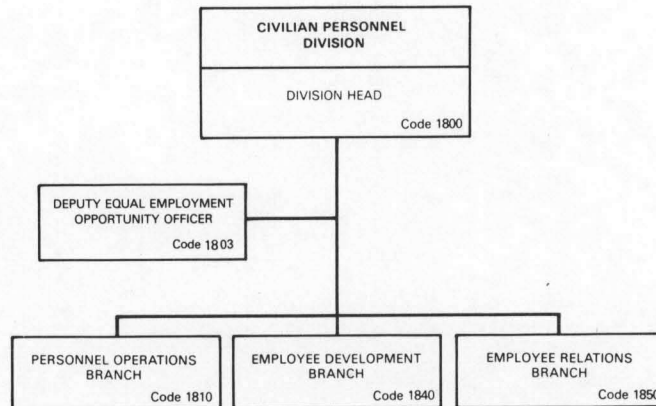 CIVILIAN PERSONNEL
DIVISION
DIVISION HEAD
Code 1800
DEPUTY EQUAL EMPLOYMENT
OPPORTUNITY OFFICER
Code 1803
PERSONNEL OPERATIONS
BRANCH
Code 1810
EMPLOYEE DEVELOPMENT
BRANCH
Code 1840
EMPLOYEE RELATIONS
BRANCH
Code 1850